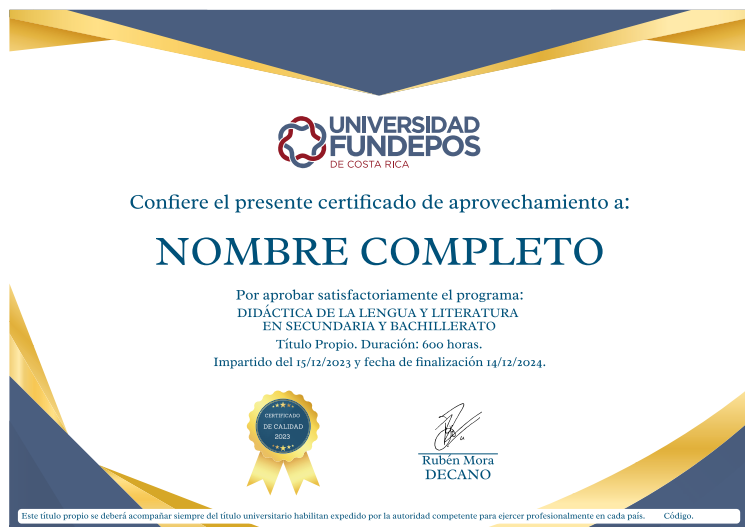 UNIVERSIDAD
FUNDEPOS
DE COSTA RICA
Confiere el presente certificado de aprovechamiento a:
NOMBRE COMPLETO
Por aprobar satisfactoriamente el programa:
DIDÁCTICA DE LA LENGUA Y LITERATURA
EN SECUNDARIA Y BACHILLERATO
Título Propio. Duración: 600 horas.
Impartido del 15/12/2023 y fecha de finalización 14/12/2024.
CERTIFICADO
DE CALIDAD
2023
Rubén Mora
DECANO
Este título propio se deberá acompañar siempre del título universitario habilitan expedido por la autoridad competente para ejercer profesionalmente en cada país. Código.